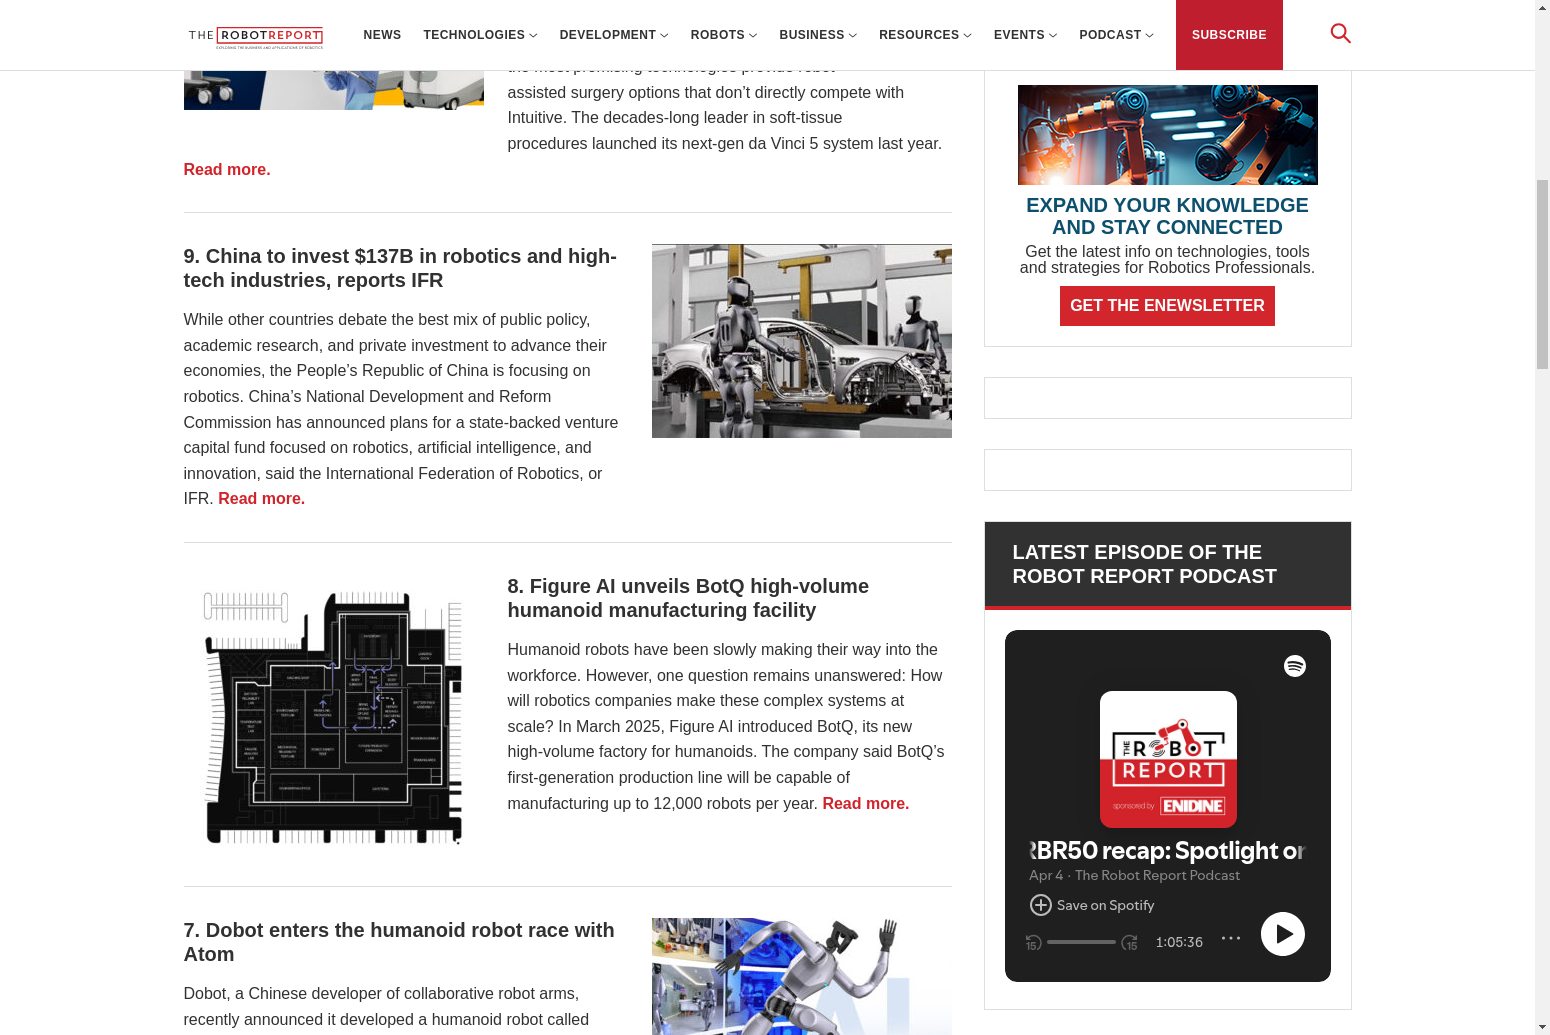 THE ROBOTREPORT
EXPLORING THE BUSINESS AND APPLICATIONS OF ROBOTICS
NEWS
TECHNOLOGIES
DEVELOPMENT
ROBOTS
BUSINESS
RESOURCES
EVENTS
PODCAST
SUBSCRIBE
assisted surgery options that don’t directly compete with
Intuitive. The decades-long leader in soft-tissue
procedures launched its next-gen da Vinci 5 system last year.
Read more.
9. China to invest $137B in robotics and high-
tech industries, reports IFR
While other countries debate the best mix of public policy,
academic research, and private investment to advance their
economies, the People’s Republic of China is focusing on
robotics. China’s National Development and Reform
Commission has announced plans for a state-backed venture
capital fund focused on robotics, artificial intelligence, and
innovation, said the International Federation of Robotics, or
IFR. Read more.
8. Figure AI unveils BotQ high-volume
humanoid manufacturing facility
Humanoid robots have been slowly making their way into the
workforce. However, one question remains unanswered: How
will robotics companies make these complex systems at
scale? In March 2025, Figure AI introduced BotQ, its new
high-volume factory for humanoids. The company said BotQ’s
first-generation production line will be capable of
manufacturing up to 12,000 robots per year. Read more.
7. Dobot enters the humanoid robot race with
Atom
Dobot, a Chinese developer of collaborative robot arms,
recently announced it developed a humanoid robot called
AI
EXPAND YOUR KNOWLEDGE
AND STAY CONNECTED
Get the latest info on technologies, tools
and strategies for Robotics Professionals.
GET THE ENEWSLETTER
LATEST EPISODE OF THE
ROBOT REPORT PODCAST
THE ROBOT
REPORT
sponsored by ENIDINE
RBR50 recap: Spotlight or
Apr 4 · The Robot Report Podcast
Save on Spotify
15
15
1:05:36